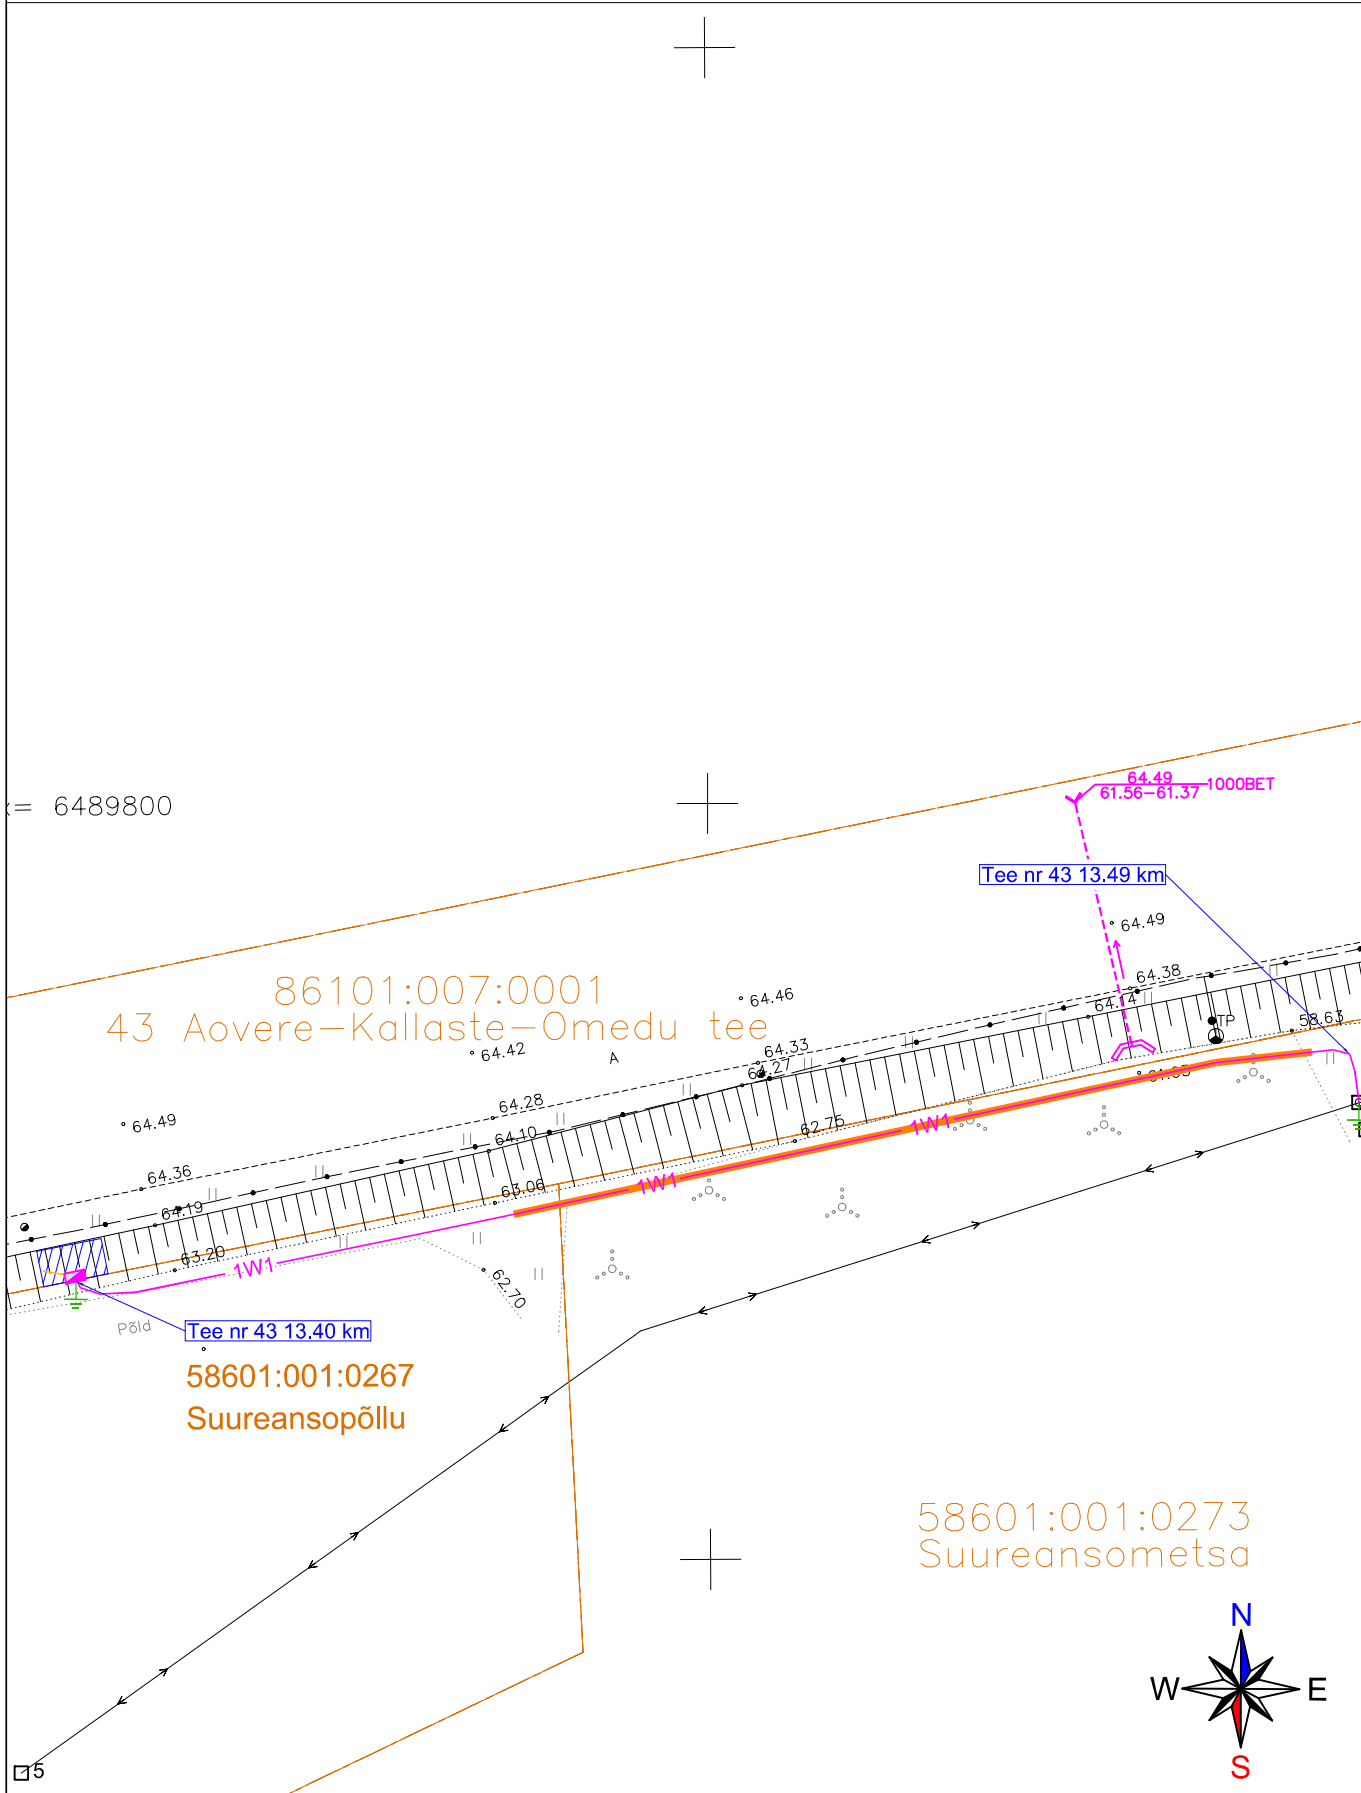 64.49
1000BET
61.56-61.37
= 6489800
Tee nr 43 13.49 km
64.49
64.38
86101:007:0001
64.46
64.14
TP
58.63
43 Aovere-Kallaste-Omedu tee
64.42
A
64.33
64.27
64.28
64.49
64.10
62.75
1W1
64.36
63.06
1W1
64.19
63.20
1W1
62.70
Põld
Tee nr 43 13.40 km
58601:001:0267
Suureansopõllu
58601:001:0273
Suureansometsa
N
W
E
S
5